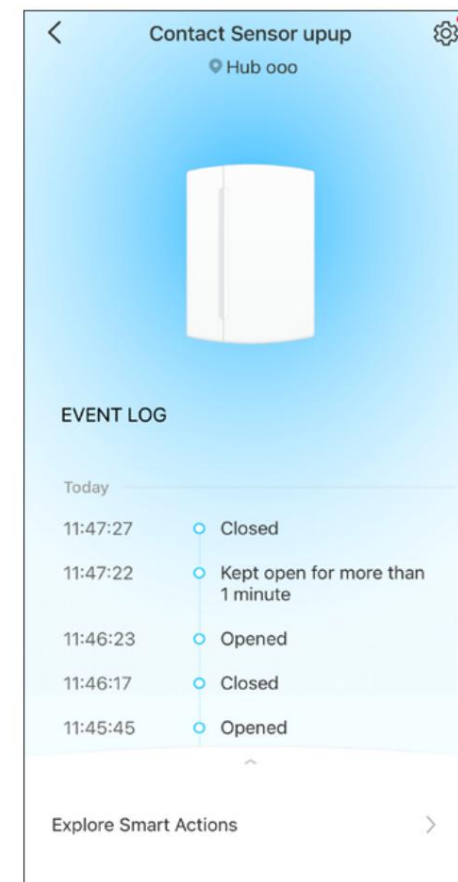 Contact Sensor upup
Hub ooo
EVENT LOG
Today
11:47:27 Closed
11:47:22 Kept open for more than
1 minute
11:46:23 Opened
11:46:17 Closed
11:45:45 Opened
Explore Smart Actions